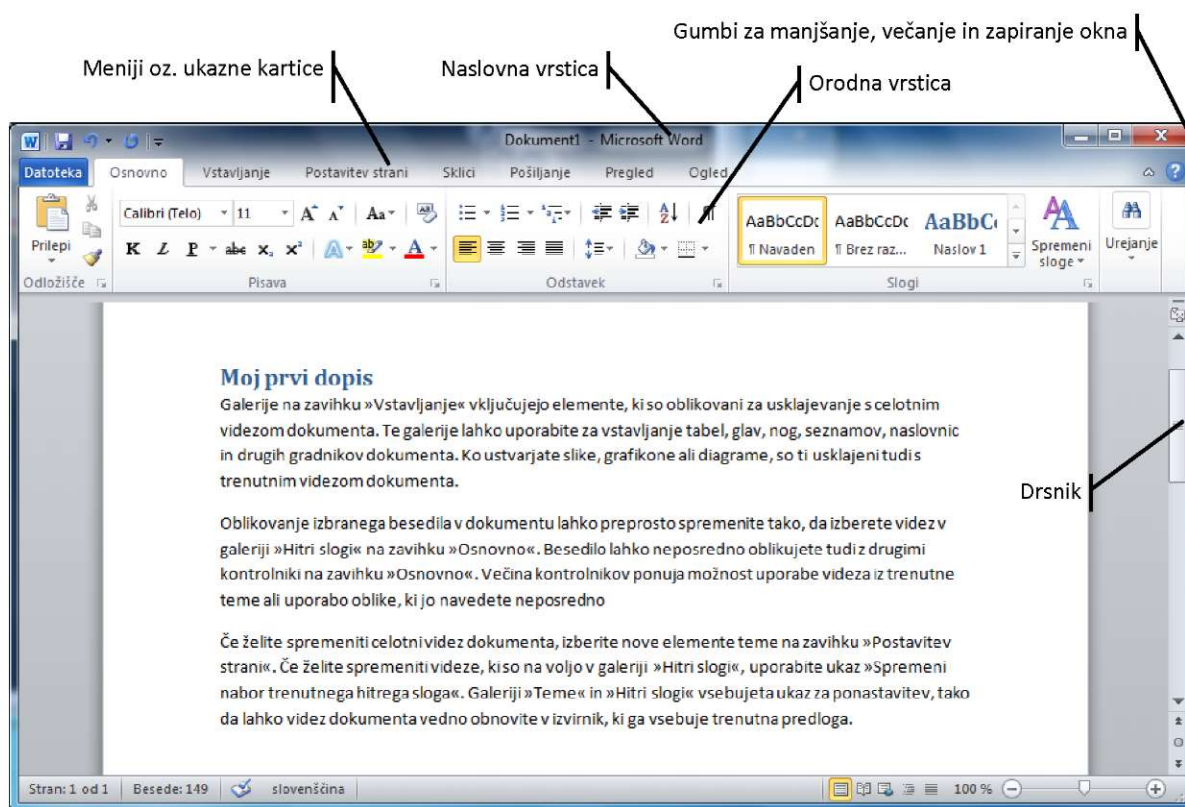 Gumbi za manjšanje, večanje in zapiranje okna
Meniji oz. ukazne kartice
Naslovna vrstica
Orodna vrstica
Dokument1 - Microsoft Word
Datoteka Osnovno Vstavljanje Postavitev strani Sklici Pošiljanje Pregled Ogled
Calibri (Telo) 11 Aa
AaBbCcDc AaBbCcDc AaBbCc
Prilepi K L P abc x₂ x² A ab A
¶ Navaden ¶ Brez raz... Naslov 1 Spremeni sloge Urejanje
Odložišče Pisava Odstavek Slogi
Moj prvi dopis
Galerije na zavihku »Vstavljanje« vključujejo elemente, ki so oblikovani za usklajevanje s celotnim
videzom dokumenta. Te galerije lahko uporabite za vstavljanje tabel, glav, nog, seznamov, naslovnic
in drugih gradnikov dokumenta. Ko ustvarjate slike, grafikone ali diagrame, so ti usklajeni tudi s
trenutnim videzom dokumenta.
Drsnik
Oblikovanje izbranega besedila v dokumentu lahko preprosto spremenite tako, da izberete videz v
galeriji »Hitri slogi« na zavihku »Osnovno«. Besedilo lahko neposredno oblikujete tudi z drugimi
kontrolniki na zavihku »Osnovno«. Večina kontrolnikov ponuja možnost uporabe videza iz trenutne
teme ali uporabo oblike, ki jo navedete neposredno
Če želite spremeniti celotni videz dokumenta, izberite nove elemente teme na zavihku »Postavitev
strani«. Če želite spremeniti videze, ki so na voljo v galeriji »Hitri slogi«, uporabite ukaz »Spremeni
nabor trenutnega hitrega sloga«. Galeriji »Teme« in »Hitri slogi« vsebujeta ukaz za ponastavitev, tako
da lahko videz dokumenta vedno obnovite v izvirnik, ki ga vsebuje trenutna predloga.
Stran: 1 od 1 Besede: 149 slovenščina 100 %